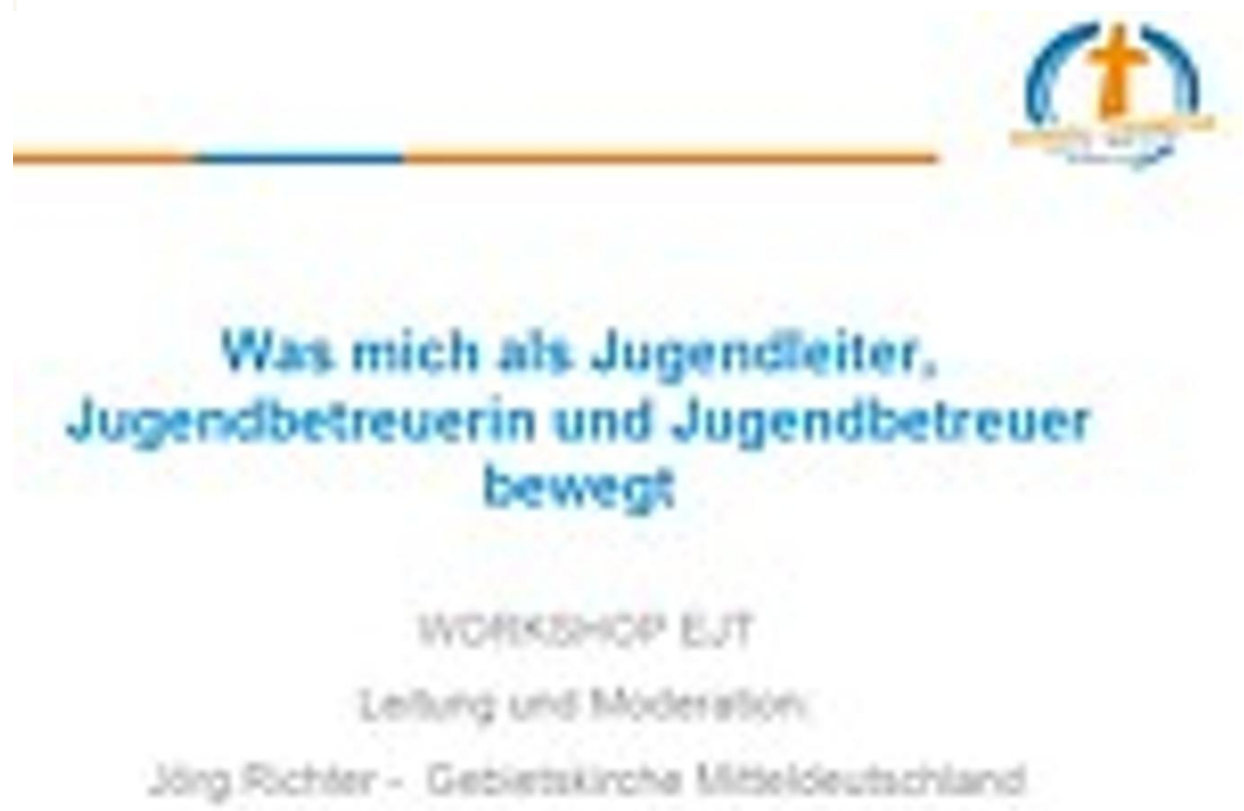 Was mich als Jugendleiter,
Jugendbetreuerin und Jugendbetreuer
bewegt
WORKSHOP EJT
Leitung und Moderation:
Jörg Richter - Gebietskirche Mitteldeutschland